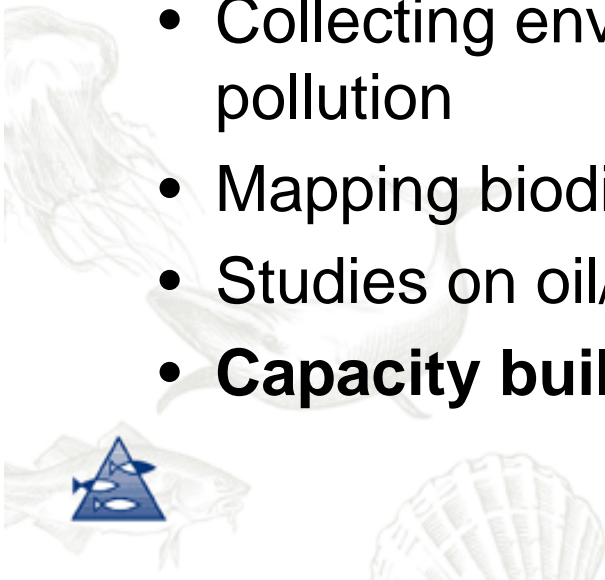 • Collecting env
pollution
• Mapping biodi
• Studies on oil/
• Capacity buil